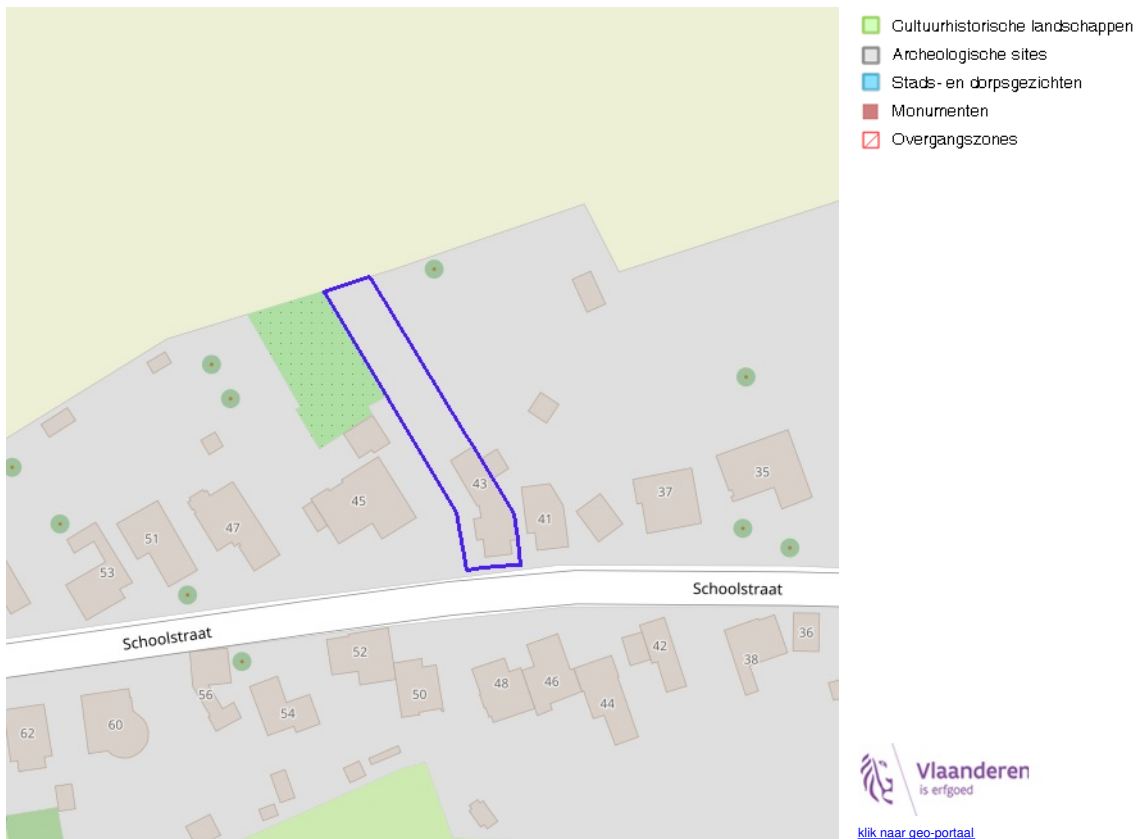 Cultuurhistorische landschappen
Archeologische sites
Stads- en dorpsgezichten
Monumenten
Overgangszones
43
45
41
37
35
47
51
53
Schoolstraat
Schoolstraat
52
36
42
38
56
50
48
46
44
54
60
62
Vlaanderen
is erfgoed
klik naar geo-portaal